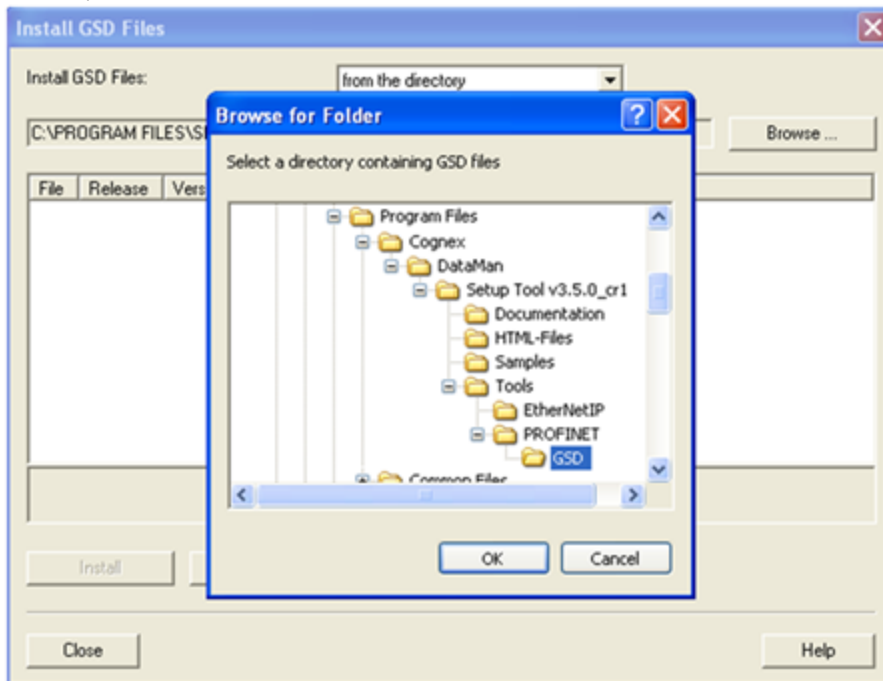 Install GSD Files
Install GSD Files:
from the directory
C:\PROGRAM FILES\SI
Browse ...
File Release Vers
Browse for Folder
Select a directory containing GSD files
Program Files
Cognex
DataMan
Setup Tool v3.5.0_cr1
Documentation
HTML-Files
Samples
Tools
EtherNetIP
PROFINET
GSD
Common Files
OK Cancel
Install
Close Help